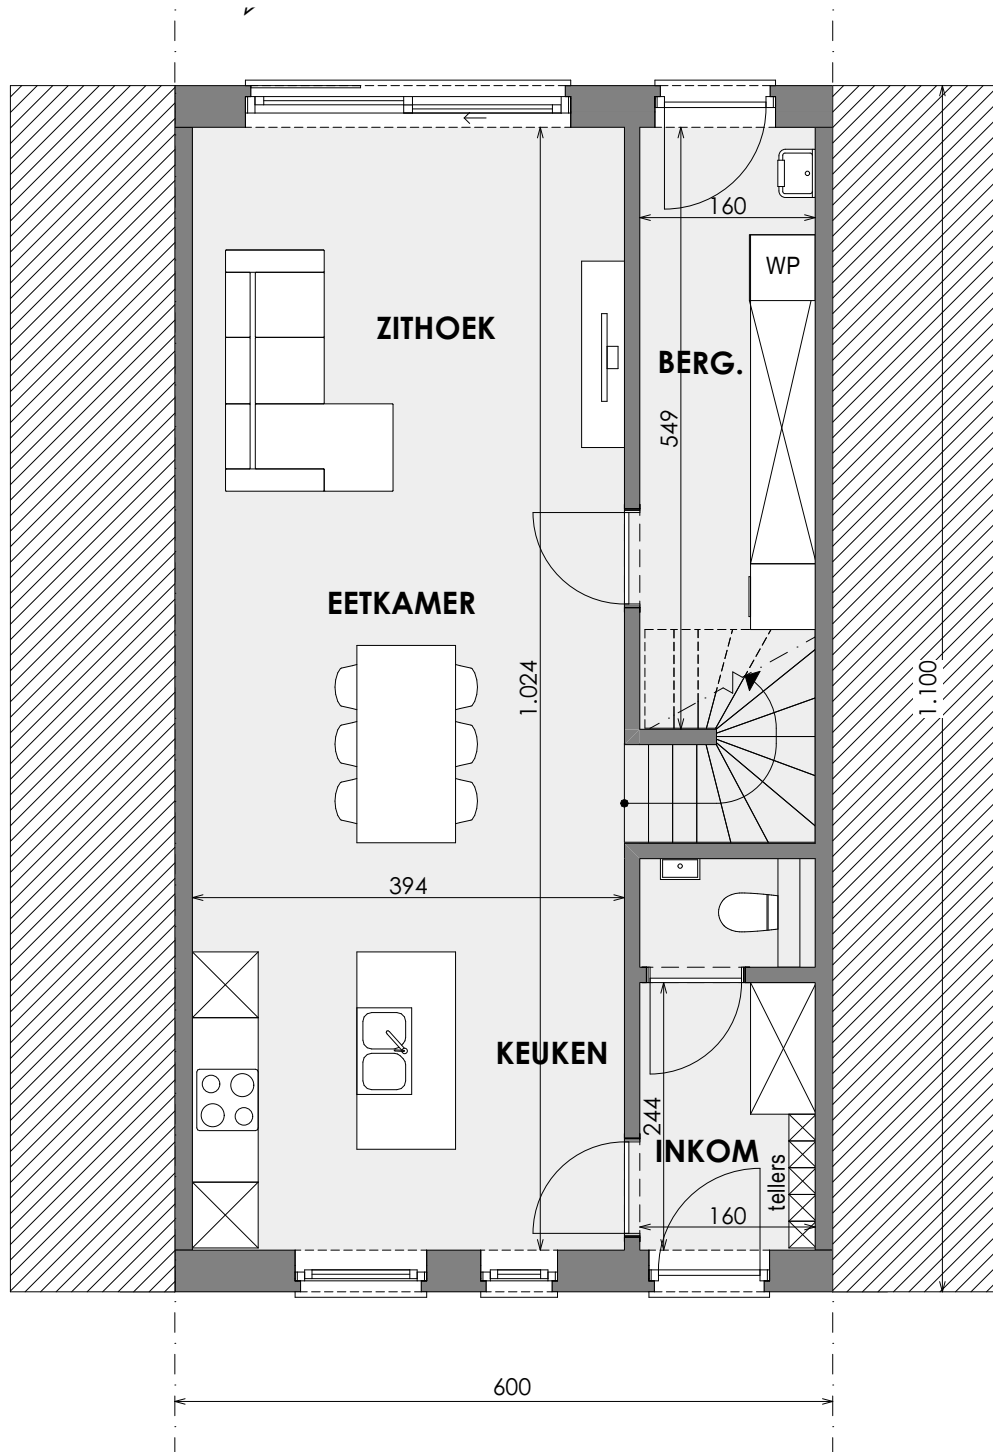 160
WP
ZITHOEK
BERG.
549
EETKAMER
1.024
1.100
394
KEUKEN
244
INKOM
tellers
160
600